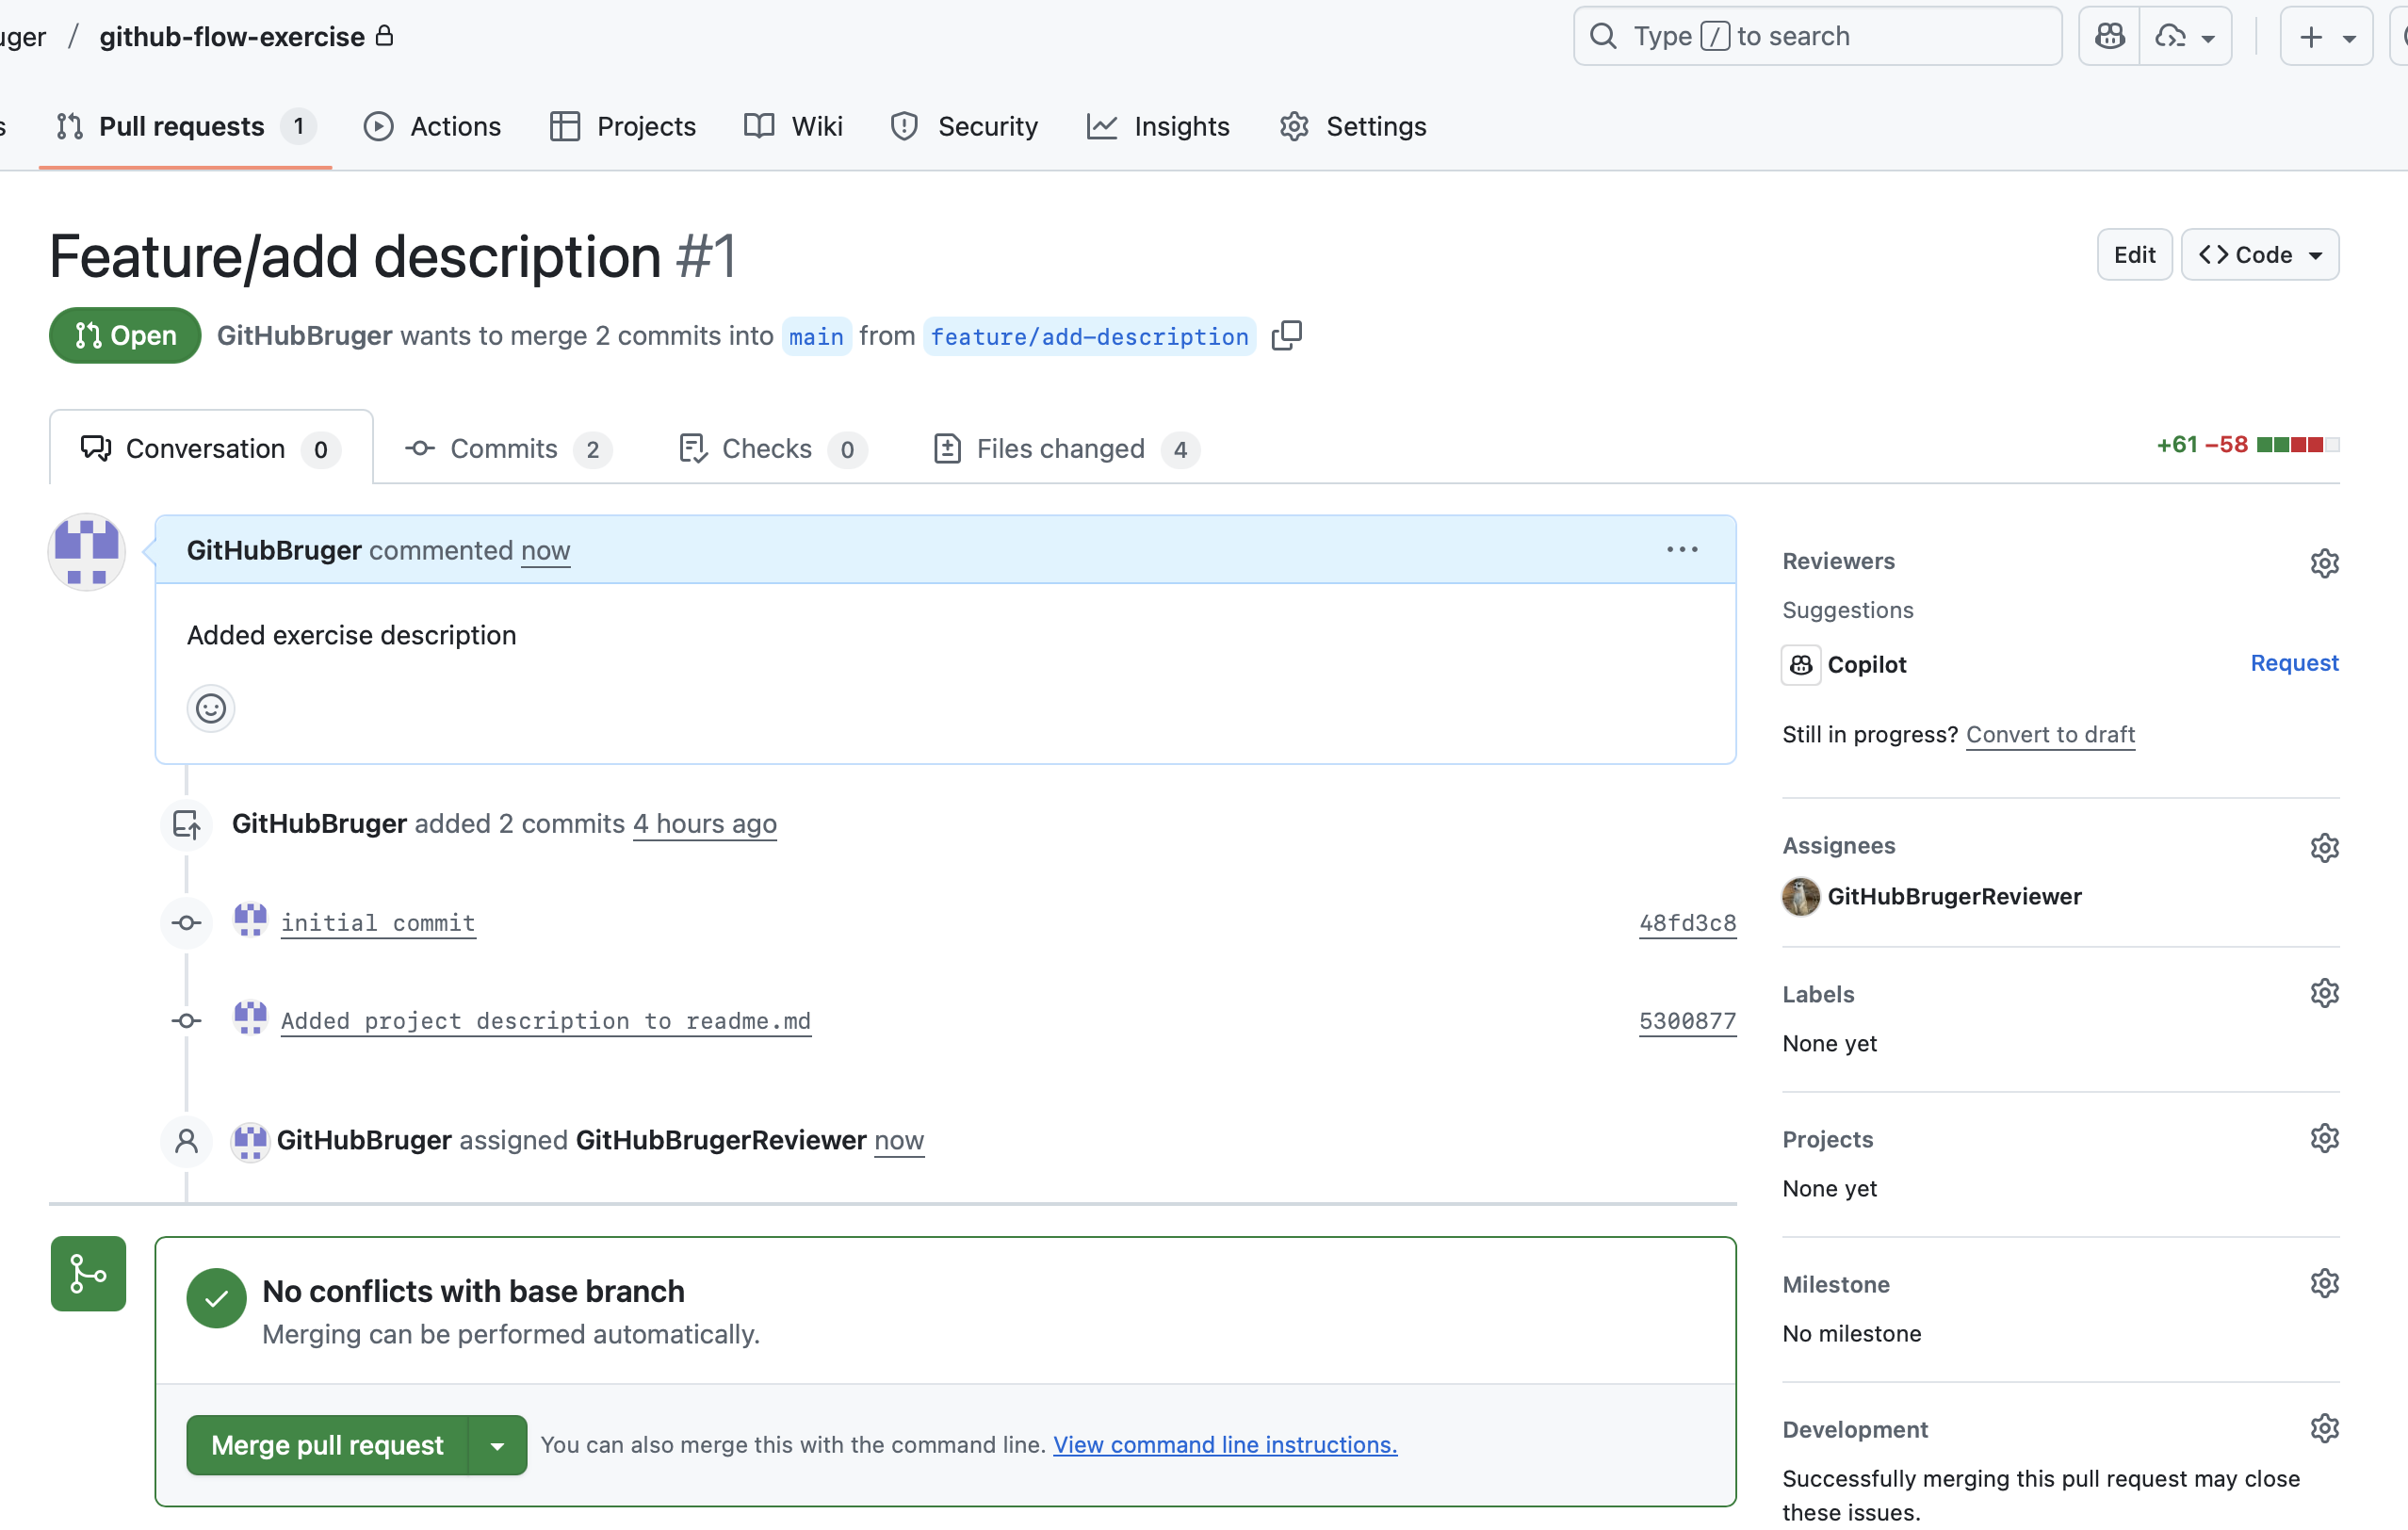 uger / github-flow-exercise
Type / to search
s Pull requests 1 Actions Projects Wiki Security Insights Settings
Feature/add description #1
Edit Code
Open GitHubBruger wants to merge 2 commits into main from feature/add-description
Conversation 0 Commits 2 Checks 0 Files changed 4
+61 −58
GitHubBruger commented now
Added exercise description
GitHubBruger added 2 commits 4 hours ago
initial commit 48fd3c8
Added project description to readme.md 5300877
GitHubBruger assigned GitHubBrugerReviewer now
No conflicts with base branch
Merging can be performed automatically.
Merge pull request You can also merge this with the command line. View command line instructions.
Reviewers
Suggestions
Copilot Request
Still in progress? Convert to draft
Assignees
GitHubBrugerReviewer
Labels
None yet
Projects
None yet
Milestone
No milestone
Development
Successfully merging this pull request may close
these issues.